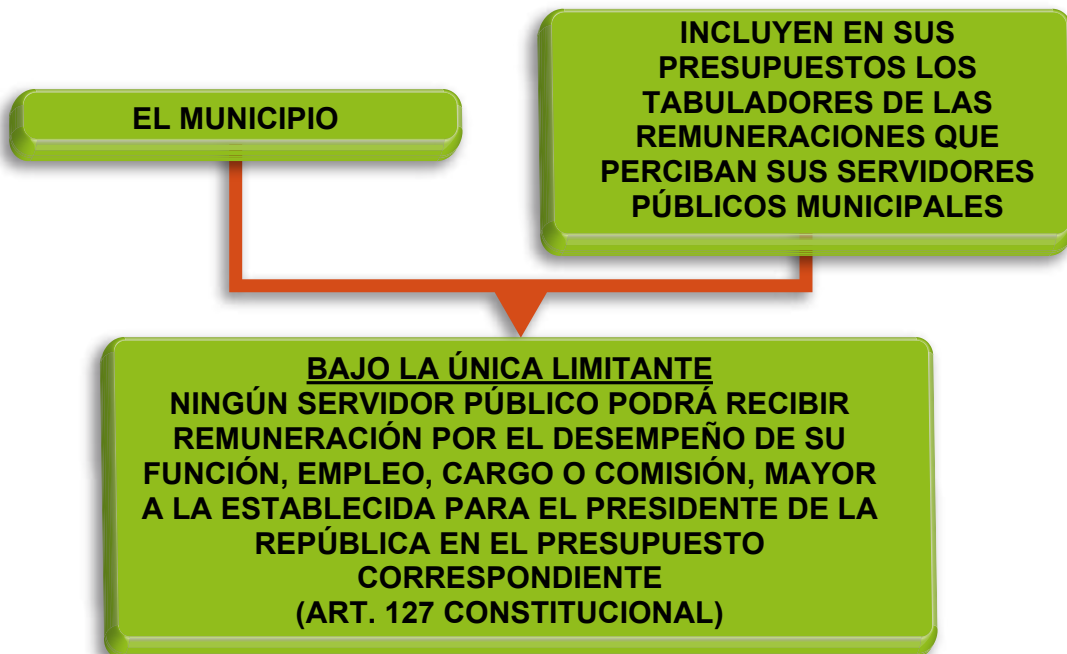 EL MUNICIPIO
INCLUYEN EN SUS
PRESUPUESTOS LOS
TABULADORES DE LAS
REMUNERACIONES QUE
PERCIBAN SUS SERVIDORES
PÚBLICOS MUNICIPALES
BAJO LA ÚNICA LIMITANTE
NINGÚN SERVIDOR PÚBLICO PODRÁ RECIBIR
REMUNERACIÓN POR EL DESEMPEÑO DE SU
FUNCIÓN, EMPLEO, CARGO O COMISIÓN, MAYOR
A LA ESTABLECIDA PARA EL PRESIDENTE DE LA
REPÚBLICA EN EL PRESUPUESTO
CORRESPONDIENTE
(ART. 127 CONSTITUCIONAL)